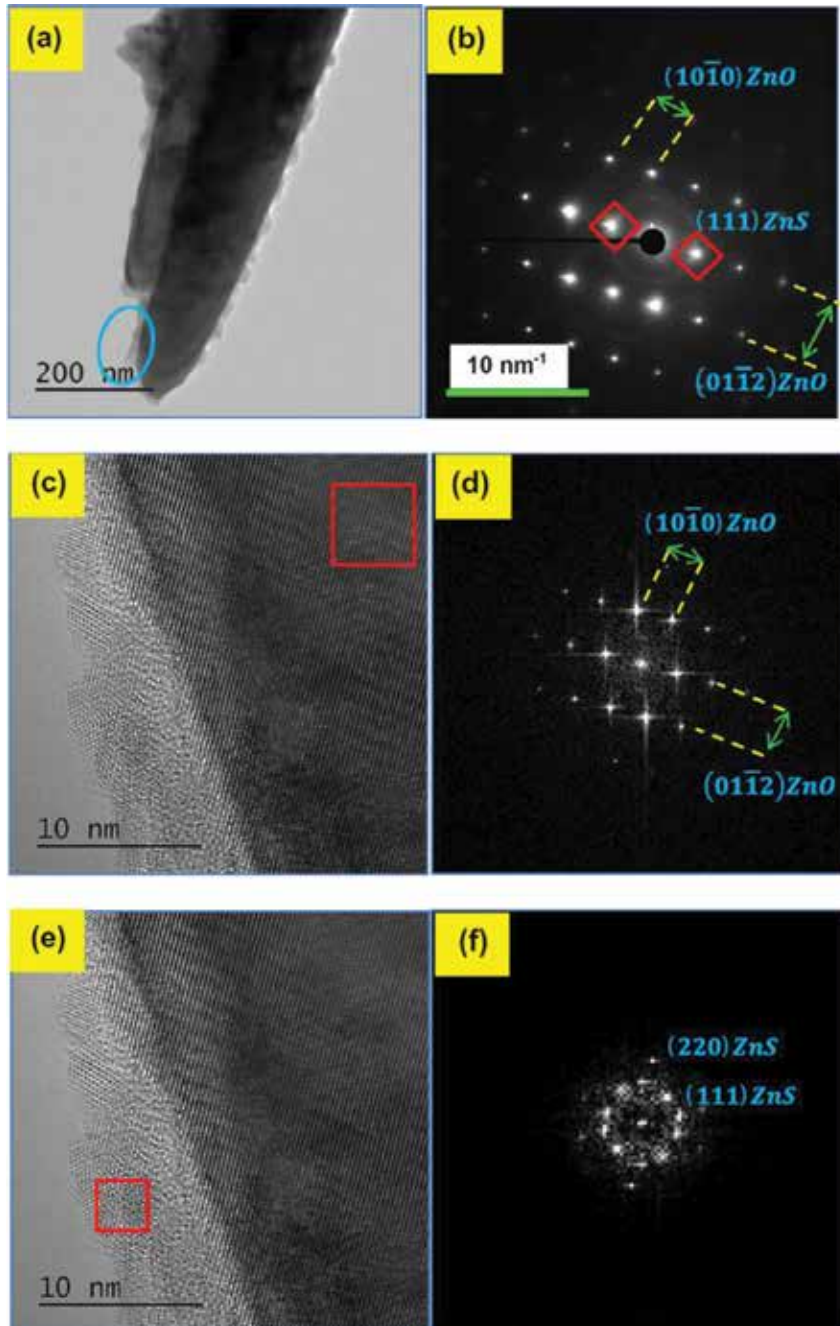 (a)
200 nm
(b)
(101̅0)ZnO
(111)ZnS
10 nm⁻¹
(011̅2)ZnO
(c)
10 nm
(d)
(101̅0)ZnO
(011̅2)ZnO
(e)
10 nm
(f)
(220)ZnS
(111)ZnS